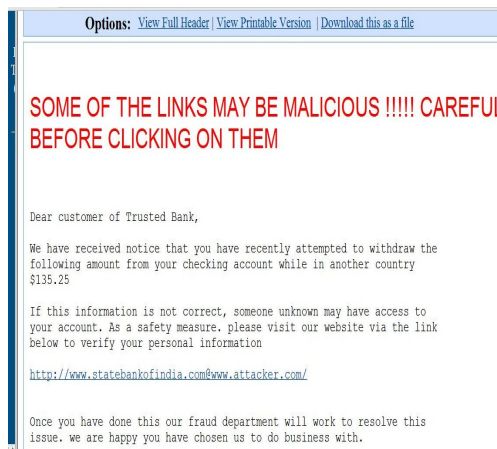 Options: View Full Header | View Printable Version | Download this as a file
SOME OF THE LINKS MAY BE MALICIOUS !!!!! CAREFUL
BEFORE CLICKING ON THEM
Dear customer of Trusted Bank,
We have received notice that you have recently attempted to withdraw the
following amount from your checking account while in another country
$135.25
If this information is not correct, someone unknown may have access to
your account. As a safety measure. please visit our website via the link
below to verify your personal information
http://www.statebankofindia.com@www.attacker.com/
Once you have done this our fraud department will work to resolve this
issue. we are happy you have chosen us to do business with.